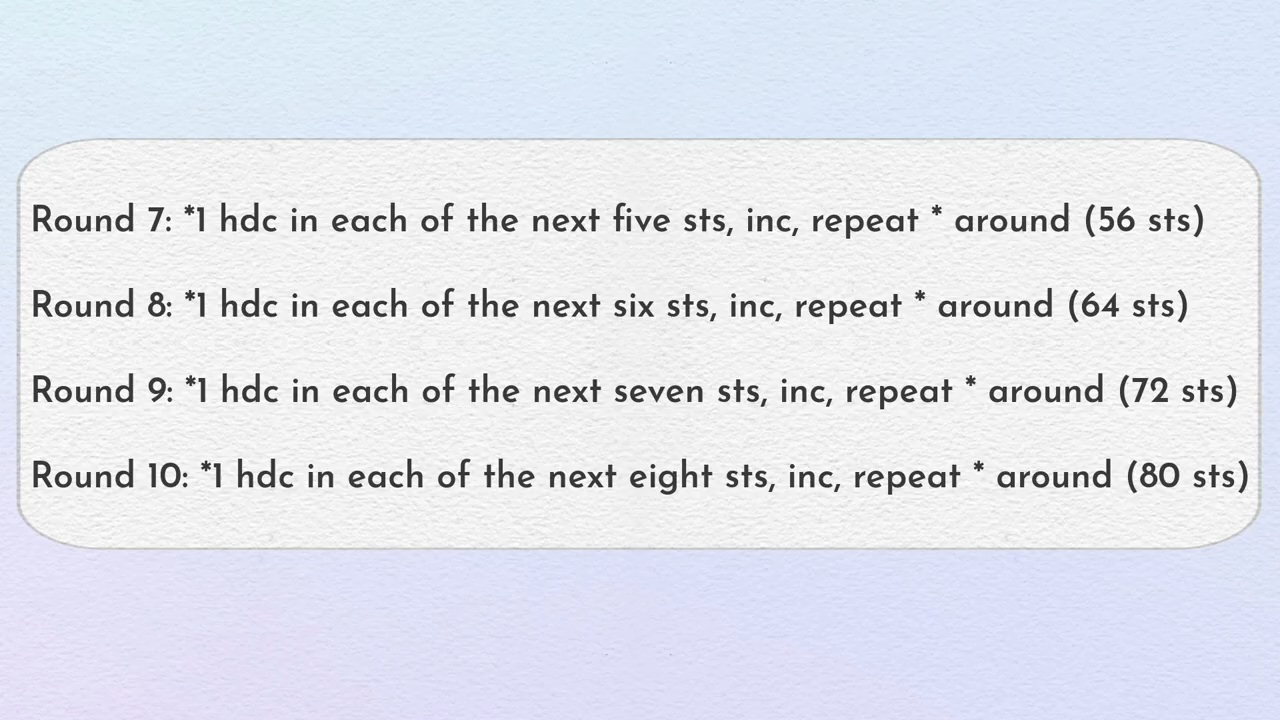 Round 7: *1 hdc in each of the next five sts, inc, repeat * around (56 sts)
Round 8: *1 hdc in each of the next six sts, inc, repeat * around (64 sts)
Round 9: *1 hdc in each of the next seven sts, inc, repeat * around (72 sts)
Round 10: *1 hdc in each of the next eight sts, inc, repeat * around (80 sts)